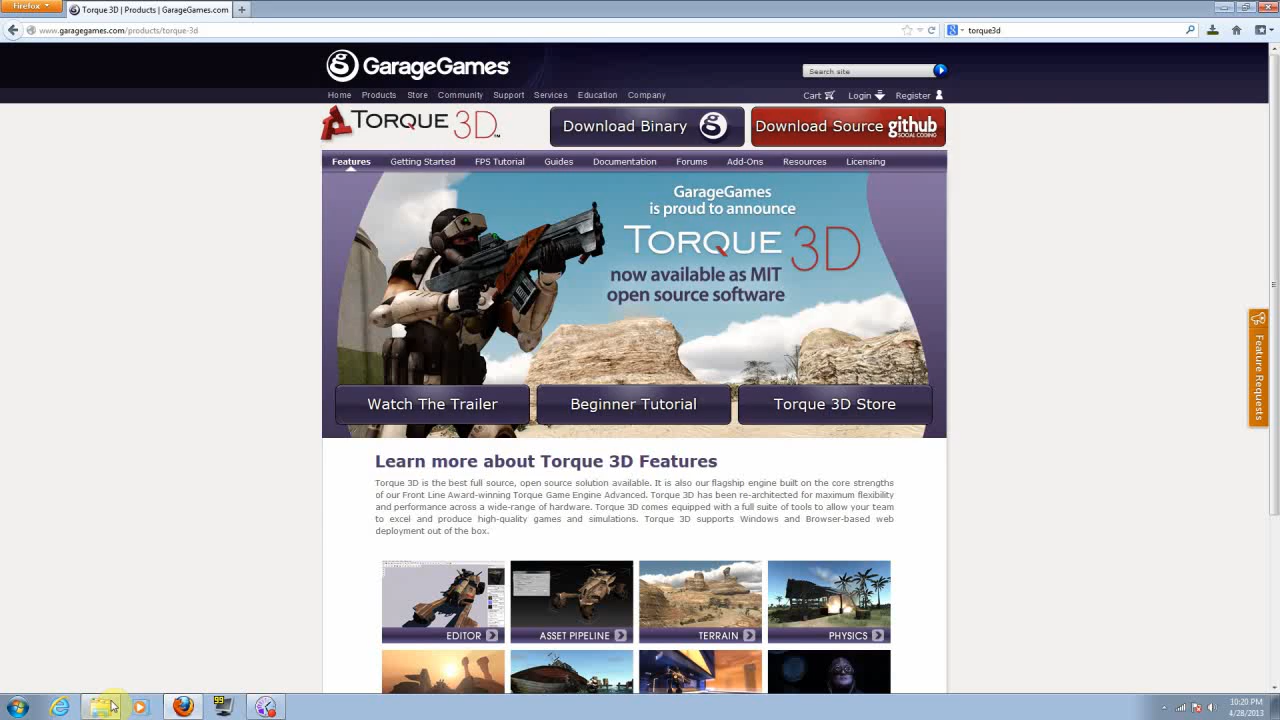 Firefox
Torque 3D | Products | GarageGames.com
www.garagegames.com/products/torque-3d
torque3d
GarageGames
Search site
Home Products Store Community Support Services Education Company
Cart Login Register
TORQUE 3D
Download Binary
Download Source github
SOCIAL CODING
Features Getting Started FPS Tutorial Guides Documentation Forums Add-Ons Resources Licensing
GarageGames
is proud to announce
TORQUE 3D
now available as MIT
open source software
Watch The Trailer
Beginner Tutorial
Torque 3D Store
Feature Requests
Learn more about Torque 3D Features
Torque 3D is the best full source, open source solution available. It is also our flagship engine built on the core strengths
of our Front Line Award-winning Torque Game Engine Advanced. Torque 3D has been re-architected for maximum flexibility
and performance across a wide-range of hardware. Torque 3D comes equipped with a full suite of tools to allow your team
to excel and produce high-quality games and simulations. Torque 3D supports Windows and Browser-based web
deployment out of the box.
EDITOR
ASSET PIPELINE
TERRAIN
PHYSICS
99
10:20 PM
4/28/2013